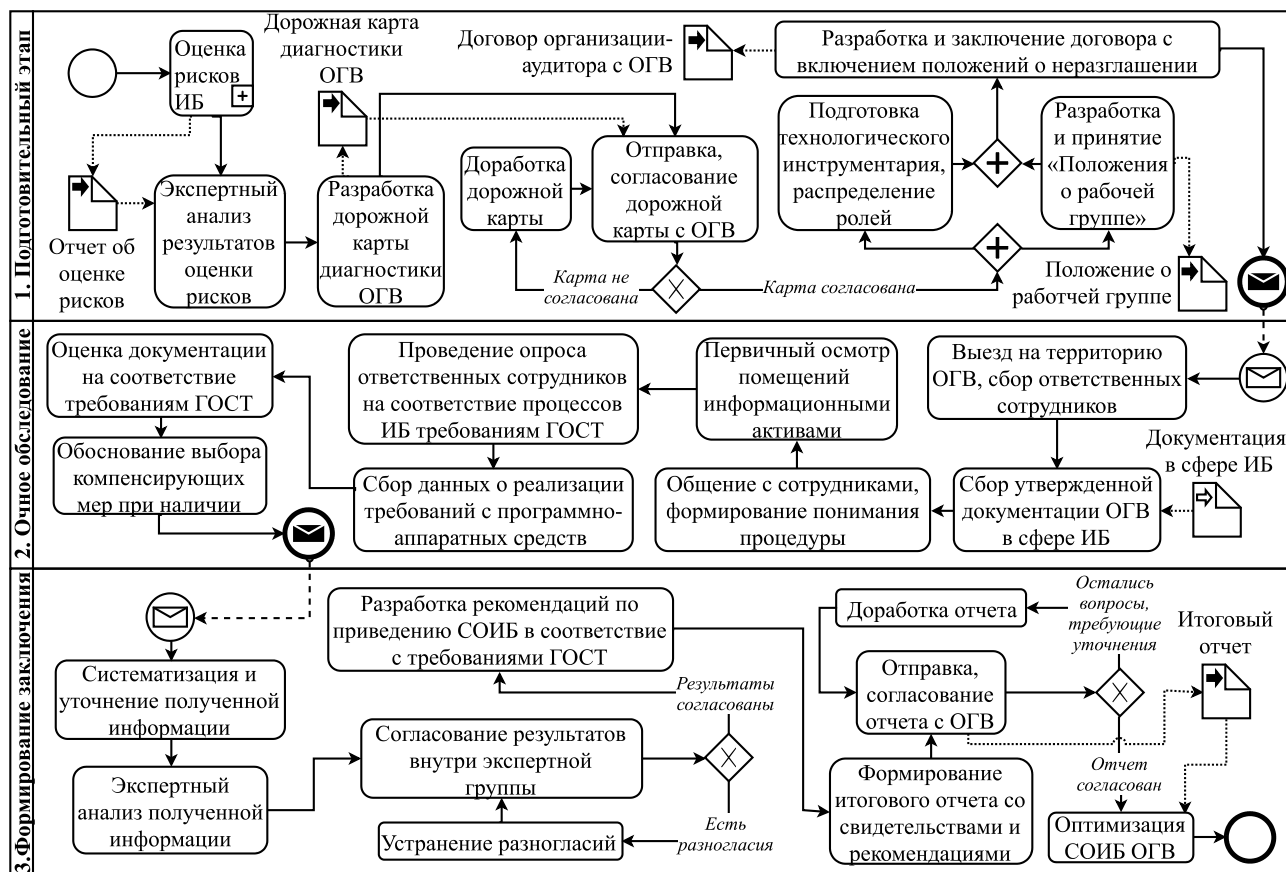 1. Подготовительный этап
Оценка
рисков
ИБ
Отчет об
оценке
рисков
Экспертный
анализ
результатов
оценки
рисков
Дорожная карта
диагностики
ОГВ
Разработка
дорожной
карты
диагностики
ОГВ
Доработка
дорожной
карты
Отправка,
согласование
дорожной
карты с ОГВ
Карта не
согласована
Карта согласована
Договор организации-
аудитора с ОГВ
Разработка и заключение договора с
включением положений о неразглашении
Подготовка
технологического
инструментария,
распределение
ролей
Разработка
и принятие
«Положения
о рабочей
группе»
Положение о
работчей группе
2. Очное обследование
Выезд на территорию
ОГВ, сбор ответственных
сотрудников
Документация
в сфере ИБ
Сбор утвержденной
документации ОГВ
в сфере ИБ
Общение с сотрудниками,
формирование понимания
процедуры
Первичный осмотр
помещений
информационными
активами
Проведение опроса
ответственных сотрудников
на соответствие процессов
ИБ требованиям ГОСТ
Сбор данных о реализации
требований с программно-
аппаратных средств
Оценка документации
на соответствие
требованиям ГОСТ
Обоснование выбора
компенсирующих
мер при наличии
3.Формирование заключения
Систематизация и
уточнение полученной
информации
Экспертный
анализ полученной
информации
Согласование результатов
внутри экспертной
группы
Устранение разногласий
Есть
разногласия
Результаты
согласованы
Разработка рекомендаций по
приведению СОИБ в соответствие
с требованиями ГОСТ
Формирование
итогового отчета со
свидетельствами и
рекомендациями
Отправка,
согласование
отчета с ОГВ
Доработка отчета
Остались
вопросы,
требующие
уточнения
Итоговый
отчет
Отчет
согласован
Оптимизация
СОИБ ОГВ